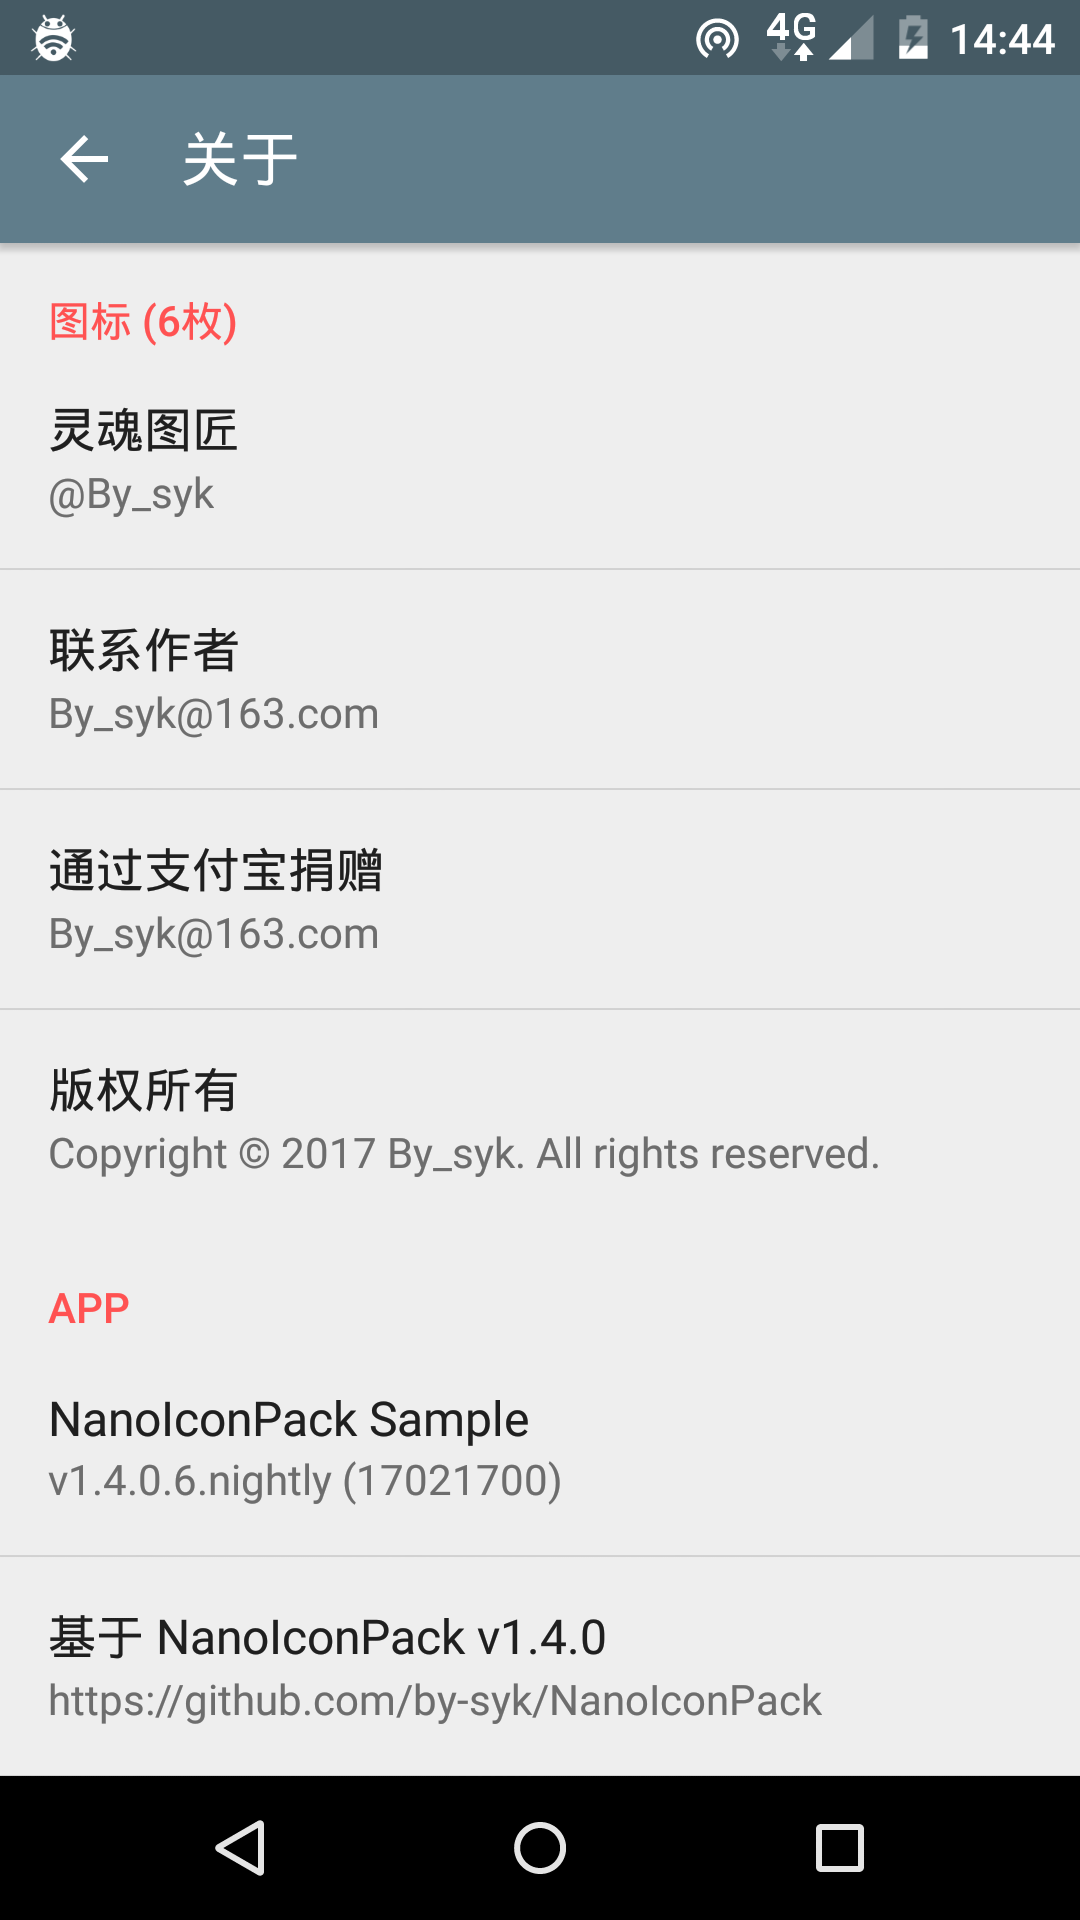 4G 14:44
关于
图标 (6枚)
灵魂图匠
@By_syk
联系作者
By_syk@163.com
通过支付宝捐赠
By_syk@163.com
版权所有
Copyright © 2017 By_syk. All rights reserved.
APP
NanoIconPack Sample
v1.4.0.6.nightly (17021700)
基于 NanoIconPack v1.4.0
https://github.com/by-syk/NanoIconPack